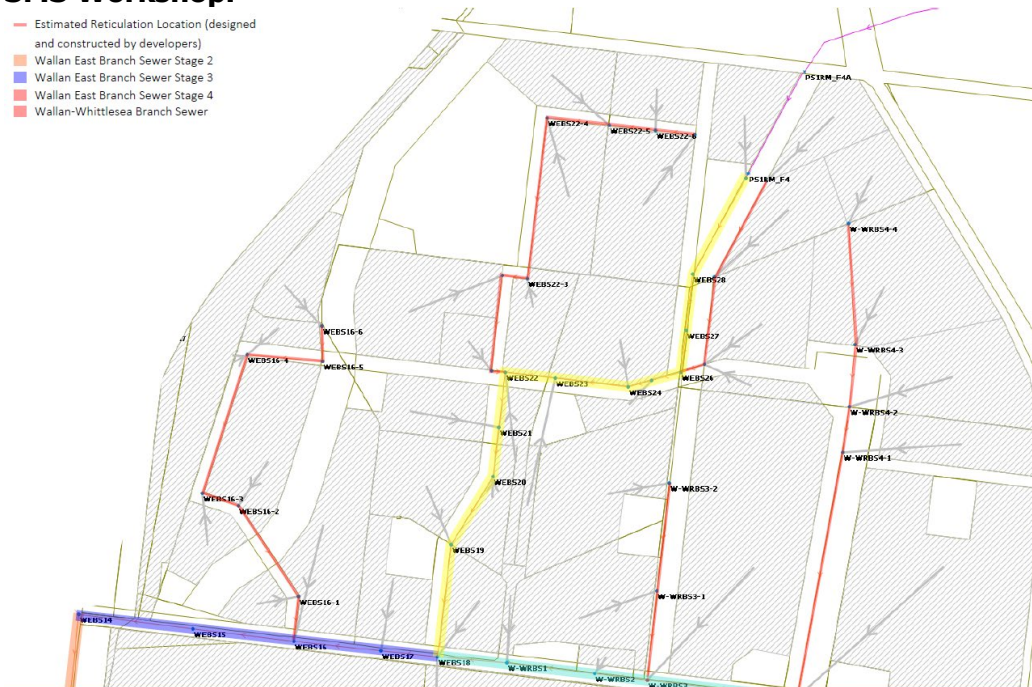 Estimated Reticulation Location (designed
and constructed by developers)
Wallan East Branch Sewer Stage 2
Wallan East Branch Sewer Stage 3
Wallan East Branch Sewer Stage 4
Wallan-Whittlesea Branch Sewer
PS1RM_F4A
WEBS22-4
WEBS22-5
WEBS22-6
PS1RM_F4
W-WRBS4-4
WEBS28
WEBS22-3
WEBS16-6
WEBS27
W-WRBS4-3
WEBS16-4
WEBS16-5
WEBS22
WEBS23
WEBS26
WEBS24
W-WRBS4-2
WEBS21
W-WRBS4-1
WEBS20
W-WRBS3-2
WEBS16-3
WEBS16-2
WEBS19
WEBS16-1
W-WRBS3-1
WEBS14
WEBS15
WEBS16
WEBS17
WEBS18
W-WRBS1
W-WRBS2